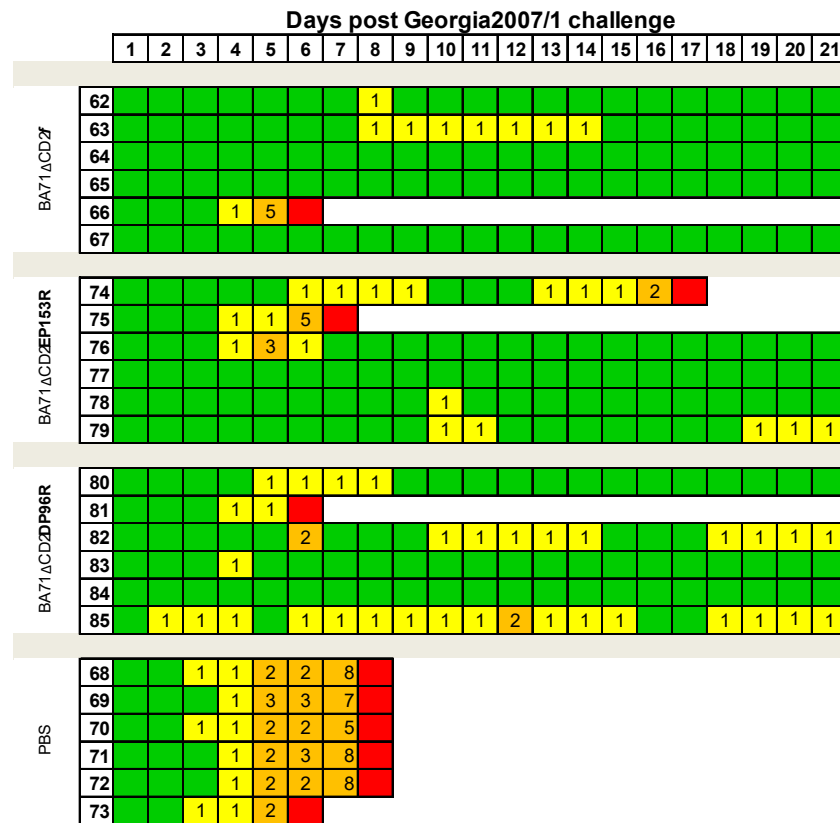 Days post Georgia2007/1 challenge
1 2 3 4 5 6 7 8 9 10 11 12 13 14 15 16 17 18 19 20 21
BA71ΔCD2f
62 1
63 1 1 1 1 1 1 1
64
65
66 1 5
67
BA71ΔCD2EP153R
74 1 1 1 1 1 1 1 2
75 1 1 5
76 1 3 1
77
78 1
79 1 1 1 1 1
BA71ΔCD2DP96R
80 1 1 1 1
81 1 1
82 2 1 1 1 1 1 1 1 1 1
83 1
84
85 1 1 1 1 1 1 1 1 1 2 1 1 1 1 1 1 1
PBS
68 1 1 2 2 8
69 1 3 3 7
70 1 1 2 2 5
71 1 2 3 8
72 1 2 2 8
73 1 1 2